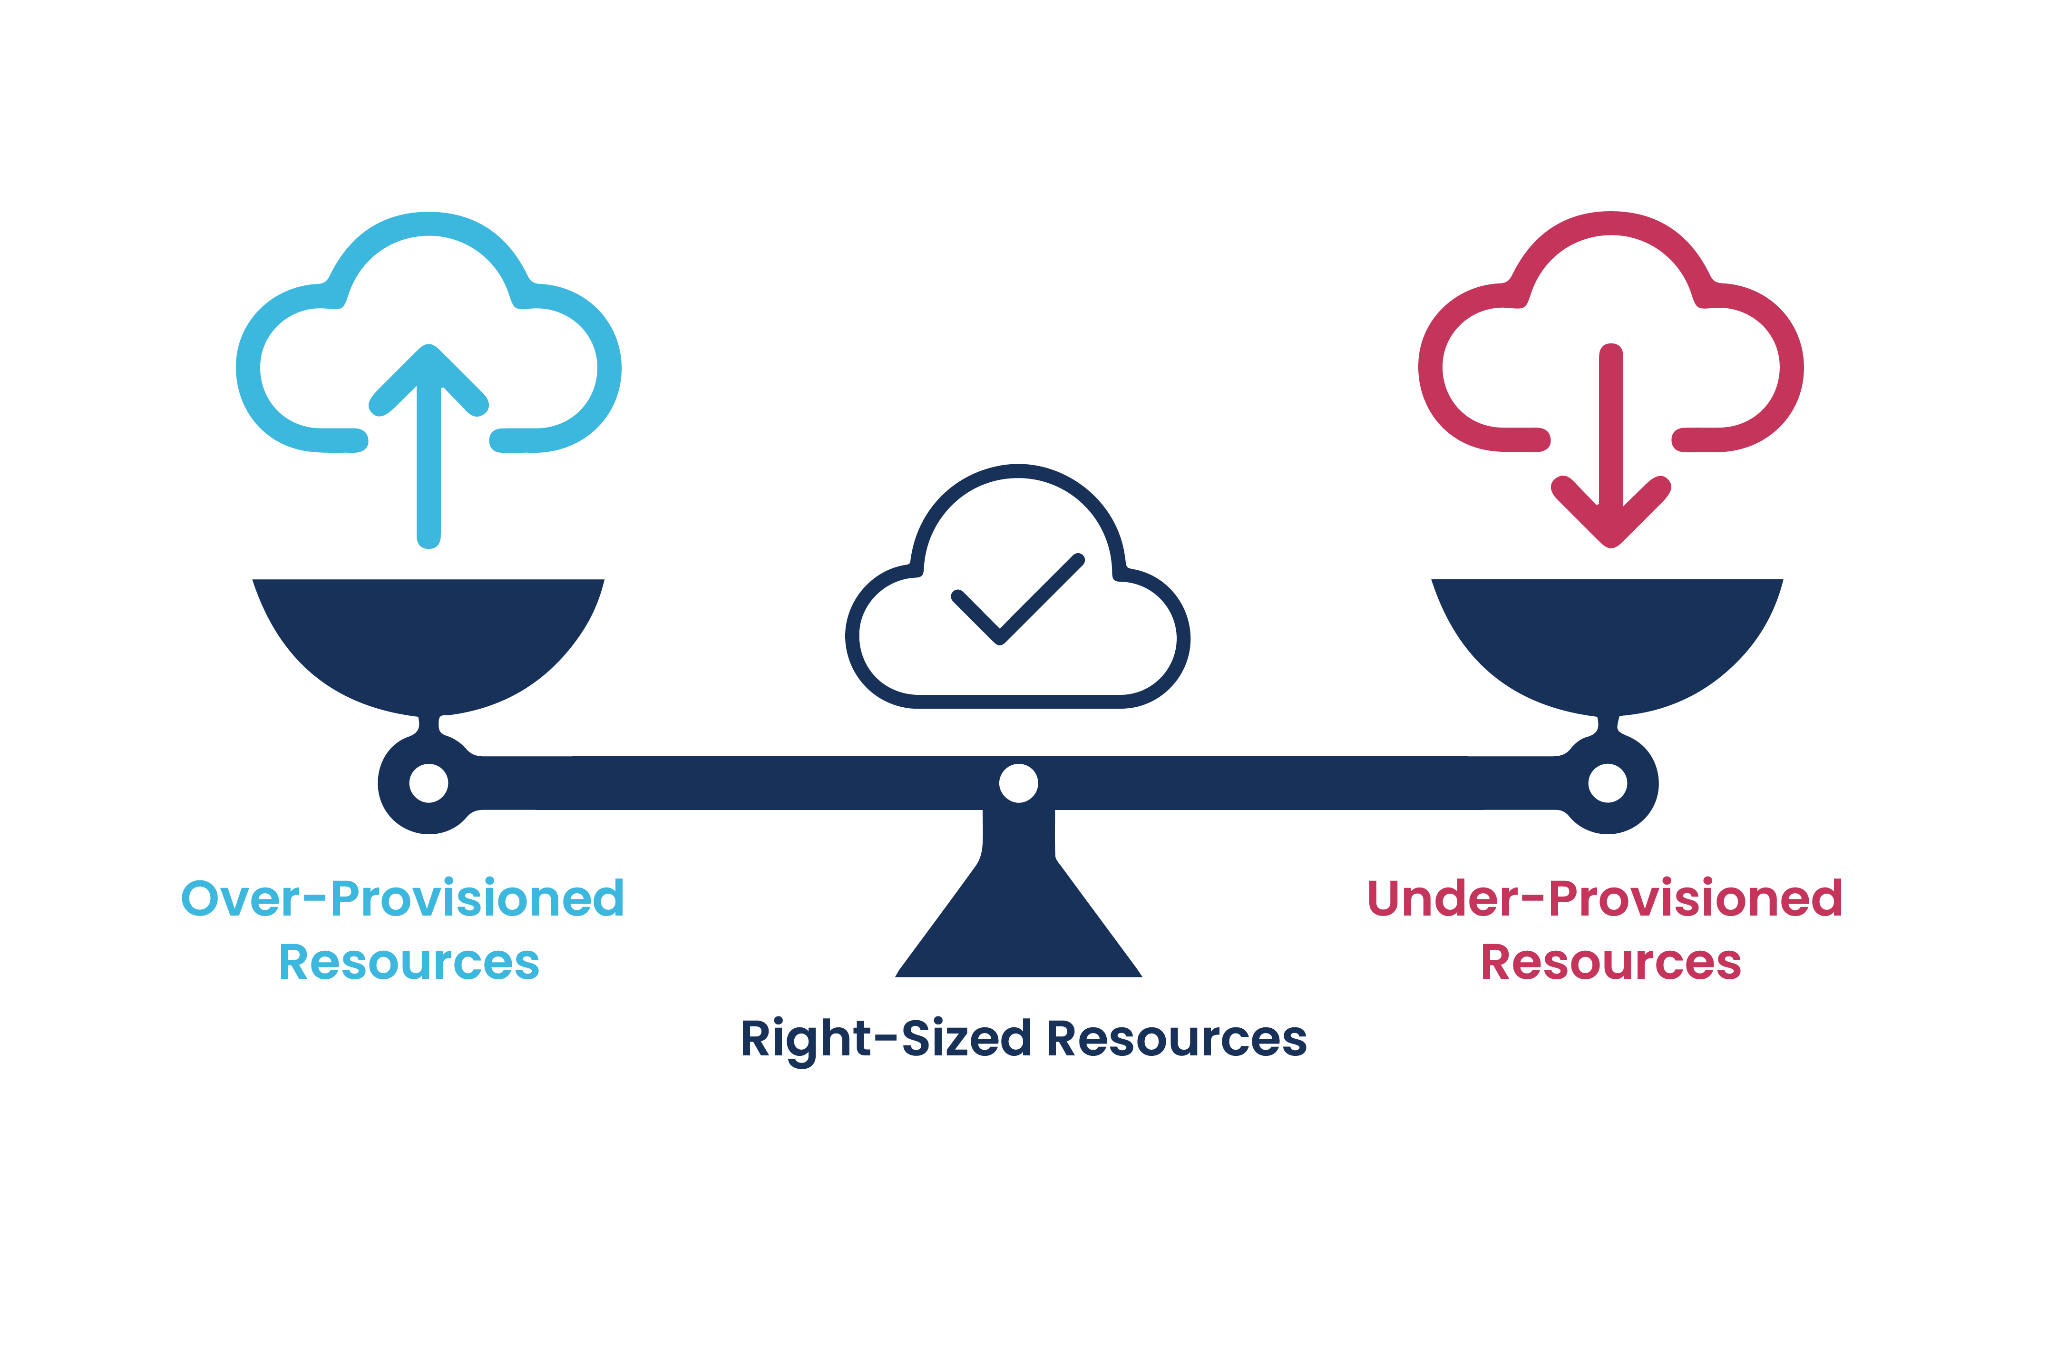 Over-Provisioned
Resources
Under-Provisioned
Resources
Right-Sized Resources